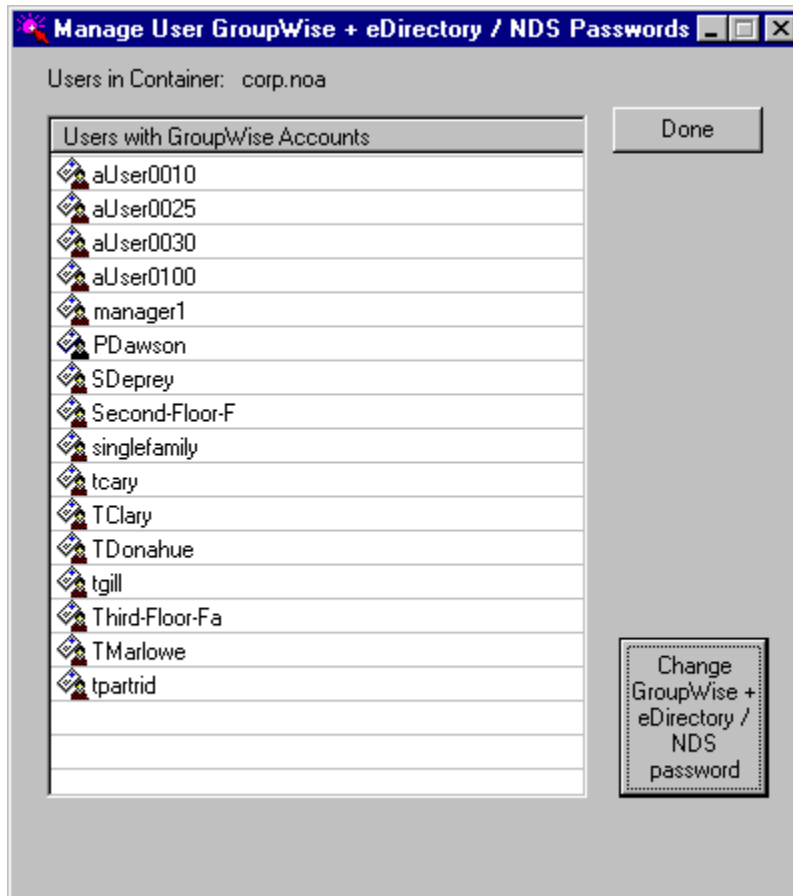 Manage User GroupWise + eDirectory / NDS Passwords
Users in Container: corp.noa
Users with GroupWise Accounts
Done
aUser0010
aUser0025
aUser0030
aUser0100
manager1
PDawson
SDeprey
Second-Floor-F
singlefamily
tcary
TClary
TDonahue
tgill
Third-Floor-Fa
TMarlowe
tpartrid
Change
GroupWise +
eDirectory /
NDS
password